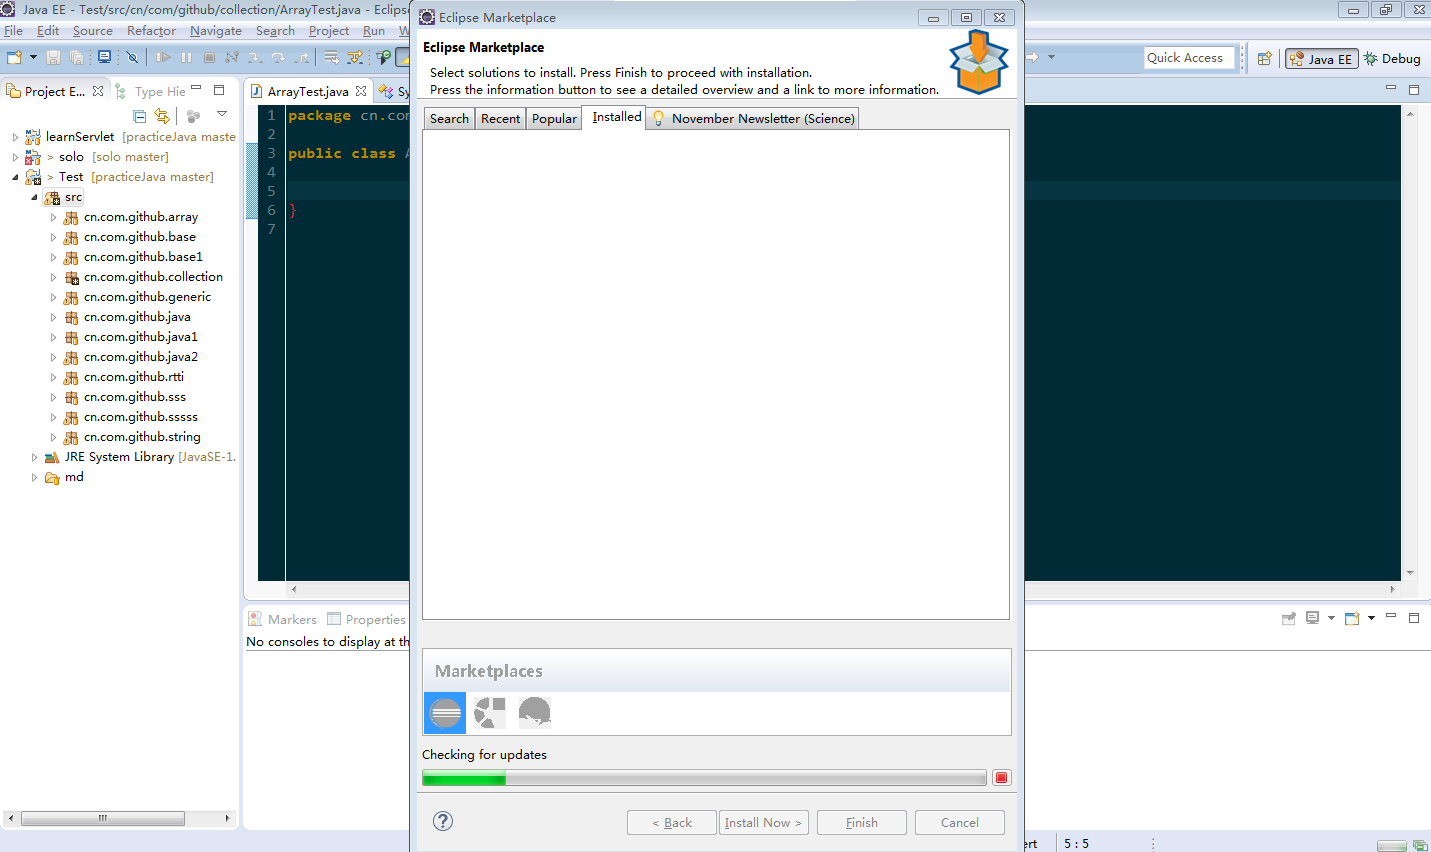 Java EE - Test/src/cn/com/github/collection/ArrayTest.java - Eclipse
File Edit Source Refactor Navigate Search Project Run W
Quick Access
Java EE
Debug
Project E...
Type Hie
learnServlet [practiceJava maste
> solo [solo master]
> Test [practiceJava master]
src
cn.com.github.array
cn.com.github.base
cn.com.github.base1
cn.com.github.collection
cn.com.github.generic
cn.com.github.java
cn.com.github.java1
cn.com.github.java2
cn.com.github.rtti
cn.com.github.sss
cn.com.github.sssss
cn.com.github.string
JRE System Library [JavaSE-1.
md
ArrayTest.java
Sy
1 package cn.com
2
3 public class A
4
5
6 }
7
Markers Properties
No consoles to display at th
Eclipse Marketplace
Eclipse Marketplace
Select solutions to install. Press Finish to proceed with installation.
Press the information button to see a detailed overview and a link to more information.
Search Recent Popular Installed November Newsletter (Science)
Marketplaces
Checking for updates
< Back Install Now > Finish Cancel
ert 5 : 5